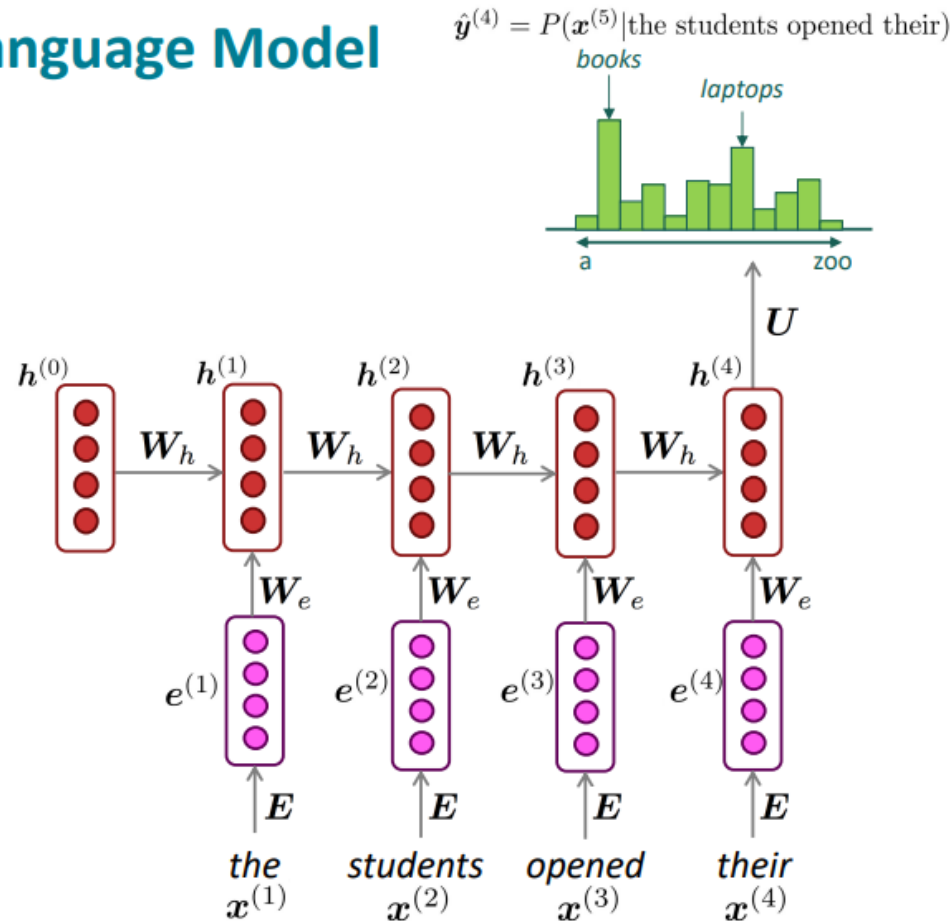 nguage Model
ŷ^(4) = P(x^(5)|the students opened their)
books
laptops
a zoo
U
h^(0) h^(1) h^(2) h^(3) h^(4)
W_h W_h W_h W_h
W_e W_e W_e W_e
e^(1) e^(2) e^(3) e^(4)
E E E E
the students opened their
x^(1) x^(2) x^(3) x^(4)